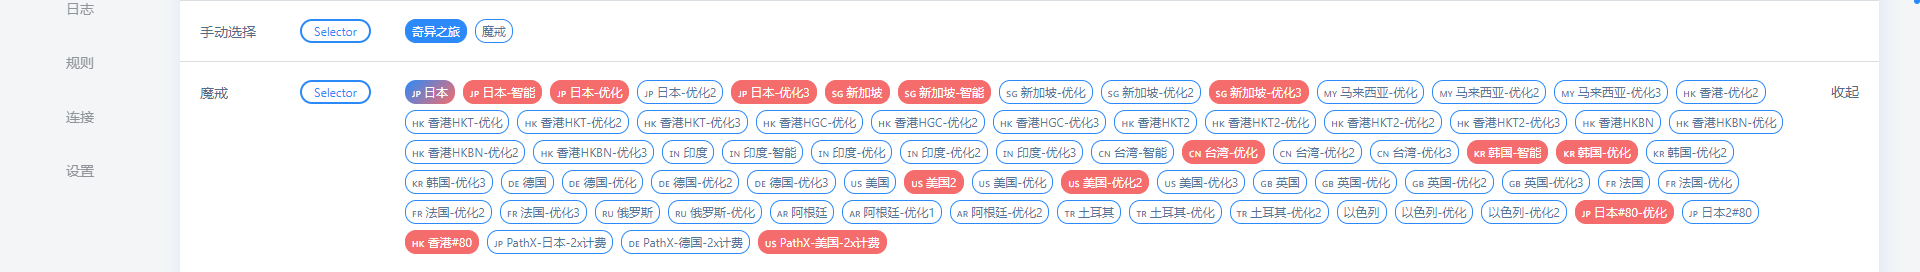 日志
规则
连接
设置
手动选择 Selector 奇异之旅 魔戒
魔戒 Selector JP 日本 JP 日本-智能 JP 日本-优化 JP 日本-优化2 JP 日本-优化3 SG 新加坡 SG 新加坡-智能 SG 新加坡-优化 SG 新加坡-优化2 SG 新加坡-优化3 MY 马来西亚-优化 MY 马来西亚-优化2 MY 马来西亚-优化3 HK 香港-优化2 收起
HK 香港HKT-优化 HK 香港HKT-优化2 HK 香港HKT-优化3 HK 香港HGC-优化 HK 香港HGC-优化2 HK 香港HGC-优化3 HK 香港HKT2 HK 香港HKT2-优化 HK 香港HKT2-优化2 HK 香港HKT2-优化3 HK 香港HKBN HK 香港HKBN-优化
HK 香港HKBN-优化2 HK 香港HKBN-优化3 IN 印度 IN 印度-智能 IN 印度-优化 IN 印度-优化2 IN 印度-优化3 CN 台湾-智能 CN 台湾-优化 CN 台湾-优化2 CN 台湾-优化3 KR 韩国-智能 KR 韩国-优化 KR 韩国-优化2
KR 韩国-优化3 DE 德国 DE 德国-优化 DE 德国-优化2 DE 德国-优化3 US 美国 US 美国2 US 美国-优化 US 美国-优化2 US 美国-优化3 GB 英国 GB 英国-优化 GB 英国-优化2 GB 英国-优化3 FR 法国 FR 法国-优化
FR 法国-优化2 FR 法国-优化3 RU 俄罗斯 RU 俄罗斯-优化 AR 阿根廷 AR 阿根廷-优化1 AR 阿根廷-优化2 TR 土耳其 TR 土耳其-优化 TR 土耳其-优化2 以色列 以色列-优化 以色列-优化2 JP 日本#80-优化 JP 日本2#80
HK 香港#80 JP PathX-日本-2x计费 DE PathX-德国-2x计费 US PathX-美国-2x计费